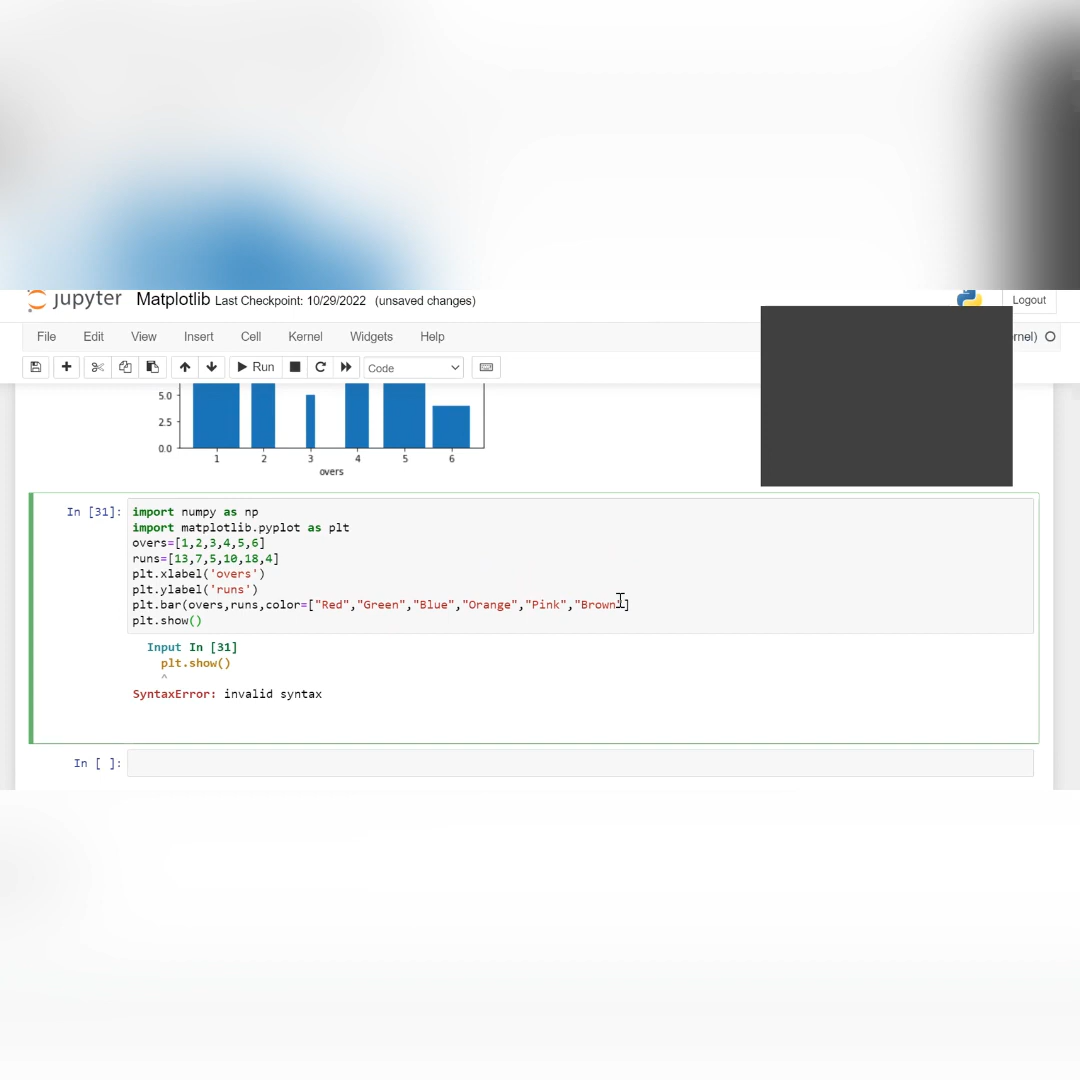 jupyter Matplotlib Last Checkpoint: 10/29/2022 (unsaved changes) Logout
File Edit View Insert Cell Kernel Widgets Help rnel)
Run Code
5.0
2.5
0.0
1 2 3 4 5 6
overs
In [31]: import numpy as np
import matplotlib.pyplot as plt
overs=[1,2,3,4,5,6]
runs=[13,7,5,10,18,4]
plt.xlabel('overs')
plt.ylabel('runs')
plt.bar(overs,runs,color=["Red","Green","Blue","Orange","Pink","Brown"]
plt.show()
Input In [31]
plt.show()
^
SyntaxError: invalid syntax
In [ ]: